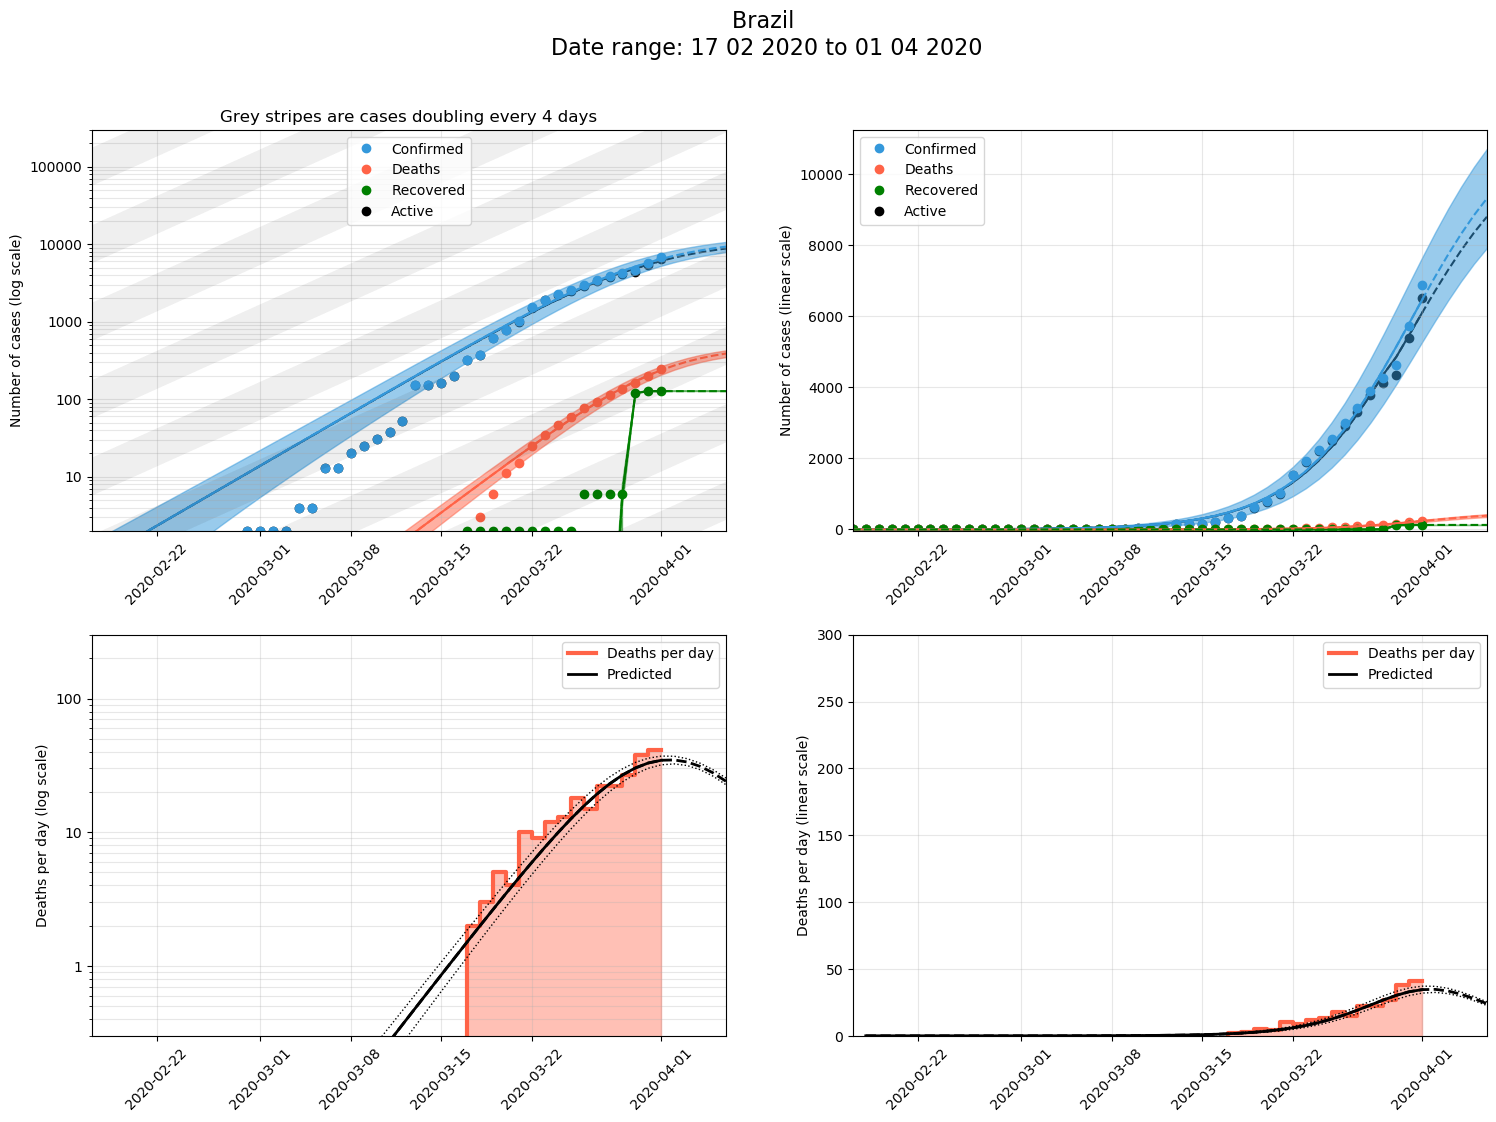 Brazil
Date range: 17 02 2020 to 01 04 2020
Grey stripes are cases doubling every 4 days
Number of cases (log scale)
100000
10000
1000
100
10
Confirmed
Deaths
Recovered
Active
2020-02-22
2020-03-01
2020-03-08
2020-03-15
2020-03-22
2020-04-01
Number of cases (linear scale)
10000
8000
6000
4000
2000
0
Confirmed
Deaths
Recovered
Active
2020-02-22
2020-03-01
2020-03-08
2020-03-15
2020-03-22
2020-04-01
Deaths per day (log scale)
100
10
1
Deaths per day
Predicted
2020-02-22
2020-03-01
2020-03-08
2020-03-15
2020-03-22
2020-04-01
Deaths per day (linear scale)
300
250
200
150
100
50
0
Deaths per day
Predicted
2020-02-22
2020-03-01
2020-03-08
2020-03-15
2020-03-22
2020-04-01